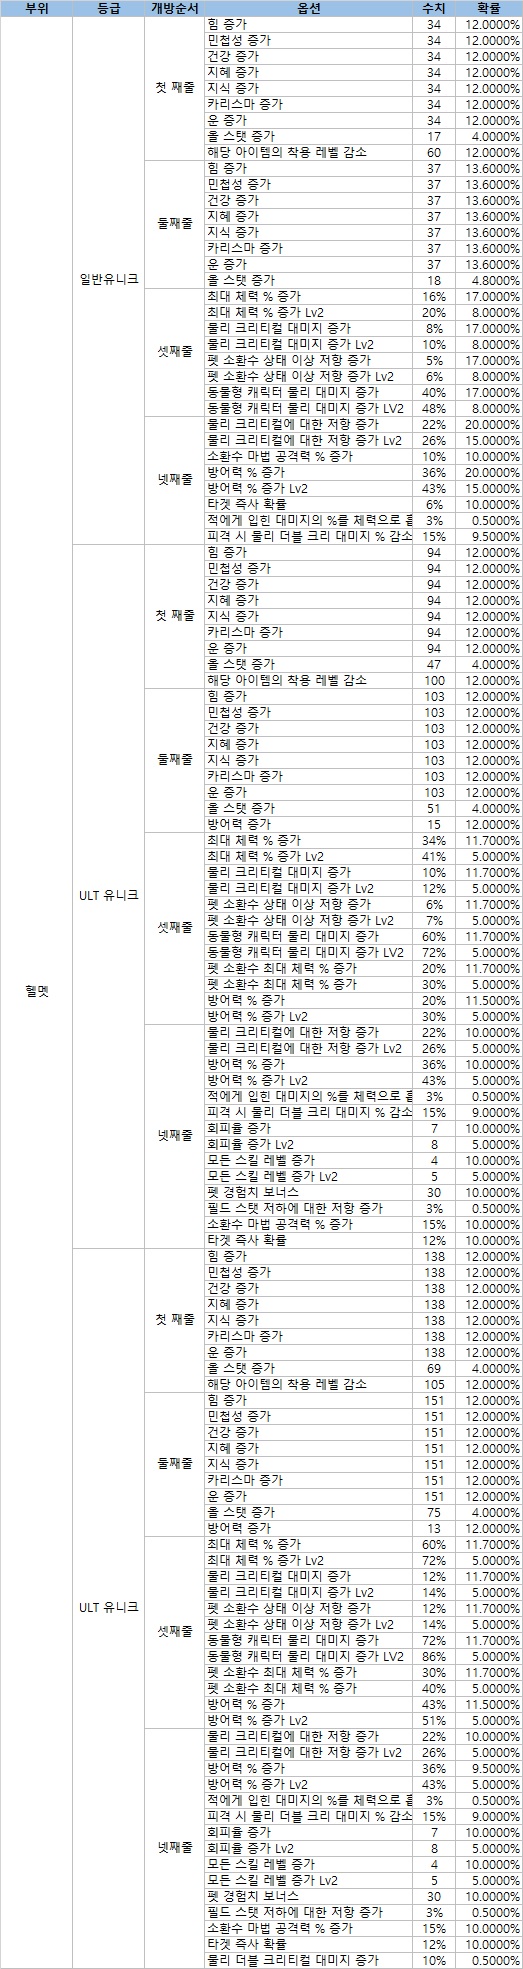 부위 등급 개방순서 옵션 수치 확률
힘 증가 34 12.0000%
민첩성 증가 34 12.0000%
건강 증가 34 12.0000%
지혜 증가 34 12.0000%
첫 째줄 지식 증가 34 12.0000%
카리스마 증가 34 12.0000%
운 증가 34 12.0000%
올 스탯 증가 17 4.0000%
해당 아이템의 착용 레벨 감소 60 12.0000%
힘 증가 37 13.6000%
민첩성 증가 37 13.6000%
건강 증가 37 13.6000%
둘째줄 지혜 증가 37 13.6000%
지식 증가 37 13.6000%
카리스마 증가 37 13.6000%
운 증가 37 13.6000%
일반유니크 올 스탯 증가 18 4.8000%
최대 체력 % 증가 16% 17.0000%
최대 체력 % 증가 Lv2 20% 8.0000%
물리 크리티컬 대미지 증가 8% 17.0000%
셋째줄 물리 크리티컬 대미지 증가 Lv2 10% 8.0000%
펫 소환수 상태 이상 저항 증가 5% 17.0000%
펫 소환수 상태 이상 저항 증가 Lv2 6% 8.0000%
동물형 캐릭터 물리 대미지 증가 40% 17.0000%
동물형 캐릭터 물리 대미지 증가 LV2 48% 8.0000%
물리 크리티컬에 대한 저항 증가 22% 20.0000%
물리 크리티컬에 대한 저항 증가 Lv2 26% 15.0000%
소환수 마법 공격력 % 증가 10% 10.0000%
넷째줄 방어력 % 증가 36% 20.0000%
방어력 % 증가 Lv2 43% 15.0000%
타겟 즉사 확률 6% 10.0000%
적에게 입힌 대미지의 %를 체력으로 흡 3% 0.5000%
피격 시 물리 더블 크리 대미지 % 감소 15% 9.5000%
힘 증가 94 12.0000%
민첩성 증가 94 12.0000%
건강 증가 94 12.0000%
지혜 증가 94 12.0000%
첫 째줄 지식 증가 94 12.0000%
카리스마 증가 94 12.0000%
운 증가 94 12.0000%
올 스탯 증가 47 4.0000%
해당 아이템의 착용 레벨 감소 100 12.0000%
힘 증가 103 12.0000%
민첩성 증가 103 12.0000%
건강 증가 103 12.0000%
지혜 증가 103 12.0000%
둘째줄 지식 증가 103 12.0000%
카리스마 증가 103 12.0000%
운 증가 103 12.0000%
올 스탯 증가 51 4.0000%
방어력 증가 15 12.0000%
최대 체력 % 증가 34% 11.7000%
최대 체력 % 증가 Lv2 41% 5.0000%
물리 크리티컬 대미지 증가 10% 11.7000%
ULT 유니크 물리 크리티컬 대미지 증가 Lv2 12% 5.0000%
펫 소환수 상태 이상 저항 증가 6% 11.7000%
셋째줄 펫 소환수 상태 이상 저항 증가 Lv2 7% 5.0000%
동물형 캐릭터 물리 대미지 증가 60% 11.7000%
동물형 캐릭터 물리 대미지 증가 LV2 72% 5.0000%
펫 소환수 최대 체력 % 증가 20% 11.7000%
헬멧 펫 소환수 최대 체력 % 증가 30% 5.0000%
방어력 % 증가 20% 11.5000%
방어력 % 증가 Lv2 30% 5.0000%
물리 크리티컬에 대한 저항 증가 22% 10.0000%
물리 크리티컬에 대한 저항 증가 Lv2 26% 5.0000%
방어력 % 증가 36% 10.0000%
방어력 % 증가 Lv2 43% 5.0000%
적에게 입힌 대미지의 %를 체력으로 흡 3% 0.5000%
피격 시 물리 더블 크리 대미지 % 감소 15% 9.0000%
넷째줄 회피율 증가 7 10.0000%
회피율 증가 Lv2 8 5.0000%
모든 스킬 레벨 증가 4 10.0000%
모든 스킬 레벨 증가 Lv2 5 5.0000%
펫 경험치 보너스 30 10.0000%
필드 스탯 저하에 대한 저항 증가 3% 0.5000%
소환수 마법 공격력 % 증가 15% 10.0000%
타겟 즉사 확률 12% 10.0000%
힘 증가 138 12.0000%
민첩성 증가 138 12.0000%
건강 증가 138 12.0000%
지혜 증가 138 12.0000%
첫 째줄 지식 증가 138 12.0000%
카리스마 증가 138 12.0000%
운 증가 138 12.0000%
올 스탯 증가 69 4.0000%
해당 아이템의 착용 레벨 감소 105 12.0000%
힘 증가 151 12.0000%
민첩성 증가 151 12.0000%
건강 증가 151 12.0000%
지혜 증가 151 12.0000%
둘째줄 지식 증가 151 12.0000%
카리스마 증가 151 12.0000%
운 증가 151 12.0000%
올 스탯 증가 75 4.0000%
방어력 증가 13 12.0000%
최대 체력 % 증가 60% 11.7000%
최대 체력 % 증가 Lv2 72% 5.0000%
물리 크리티컬 대미지 증가 12% 11.7000%
물리 크리티컬 대미지 증가 Lv2 14% 5.0000%
ULT 유니크 펫 소환수 상태 이상 저항 증가 12% 11.7000%
셋째줄 펫 소환수 상태 이상 저항 증가 Lv2 14% 5.0000%
동물형 캐릭터 물리 대미지 증가 72% 11.7000%
동물형 캐릭터 물리 대미지 증가 LV2 86% 5.0000%
펫 소환수 최대 체력 % 증가 30% 11.7000%
펫 소환수 최대 체력 % 증가 40% 5.0000%
방어력 % 증가 43% 11.5000%
방어력 % 증가 Lv2 51% 5.0000%
물리 크리티컬에 대한 저항 증가 22% 10.0000%
물리 크리티컬에 대한 저항 증가 Lv2 26% 5.0000%
방어력 % 증가 36% 9.5000%
방어력 % 증가 Lv2 43% 5.0000%
적에게 입힌 대미지의 %를 체력으로 흡 3% 0.5000%
피격 시 물리 더블 크리 대미지 % 감소 15% 9.0000%
회피율 증가 7 10.0000%
넷째줄 회피율 증가 Lv2 8 5.0000%
모든 스킬 레벨 증가 4 10.0000%
모든 스킬 레벨 증가 Lv2 5 5.0000%
펫 경험치 보너스 30 10.0000%
필드 스탯 저하에 대한 저항 증가 3% 0.5000%
소환수 마법 공격력 % 증가 15% 10.0000%
타겟 즉사 확률 12% 10.0000%
물리 더블 크리티컬 대미지 증가 10% 0.5000%